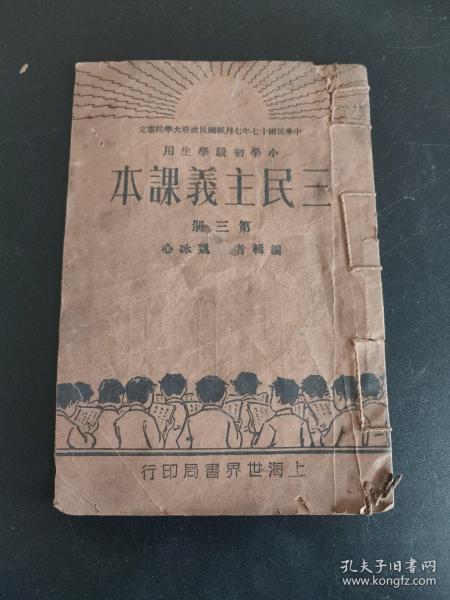 中華民國十七年七月經國民政府大學院審定
小學初級學生用
三民主義課本
第三冊
編輯者 魏冰心
上海世界書局印行
孔夫子旧书网
www.kongfz.com